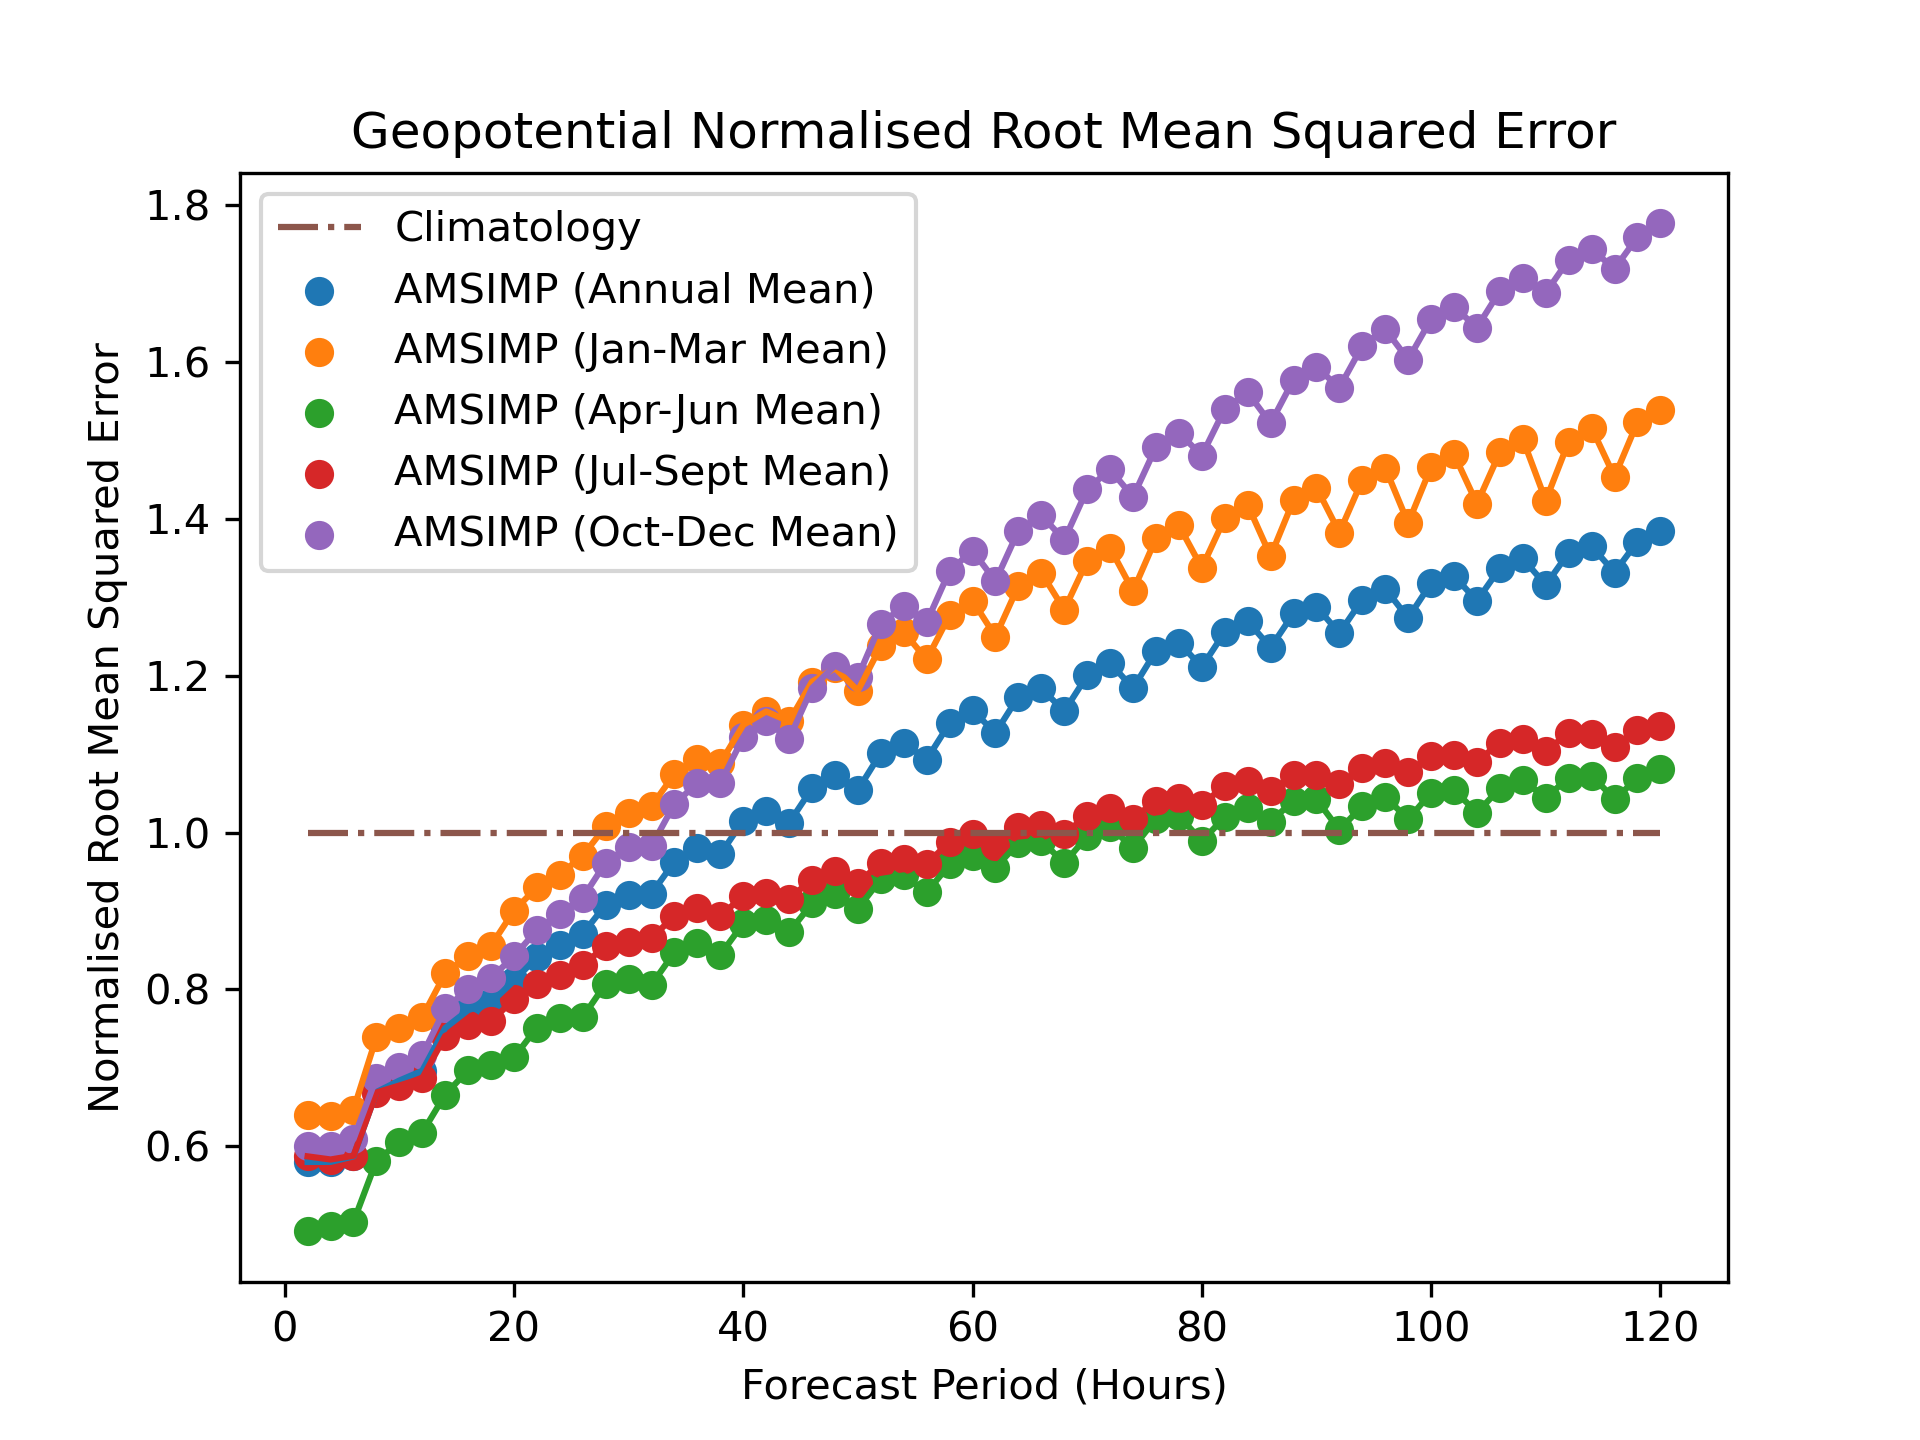 Geopotential Normalised Root Mean Squared Error
Normalised Root Mean Squared Error
1.8
1.6
1.4
1.2
1.0
0.8
0.6
Climatology
AMSIMP (Annual Mean)
AMSIMP (Jan-Mar Mean)
AMSIMP (Apr-Jun Mean)
AMSIMP (Jul-Sept Mean)
AMSIMP (Oct-Dec Mean)
0 20 40 60 80 100 120
Forecast Period (Hours)